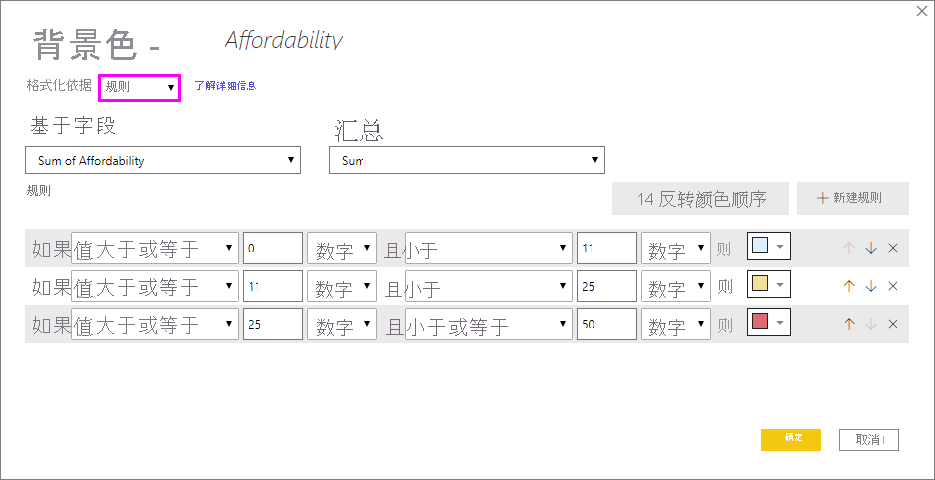 背景色 - Affordability
格式化依据 规则 了解详细信息
基于字段 汇总
Sum of Affordability Sum
规则 14 反转颜色顺序 新建规则
如果值大于或等于 0 数字 且小于 11 数字 则
如果值大于或等于 11 数字 且小于 25 数字 则
如果值大于或等于 25 数字 且小于或等于 50 数字 则
确定 取消